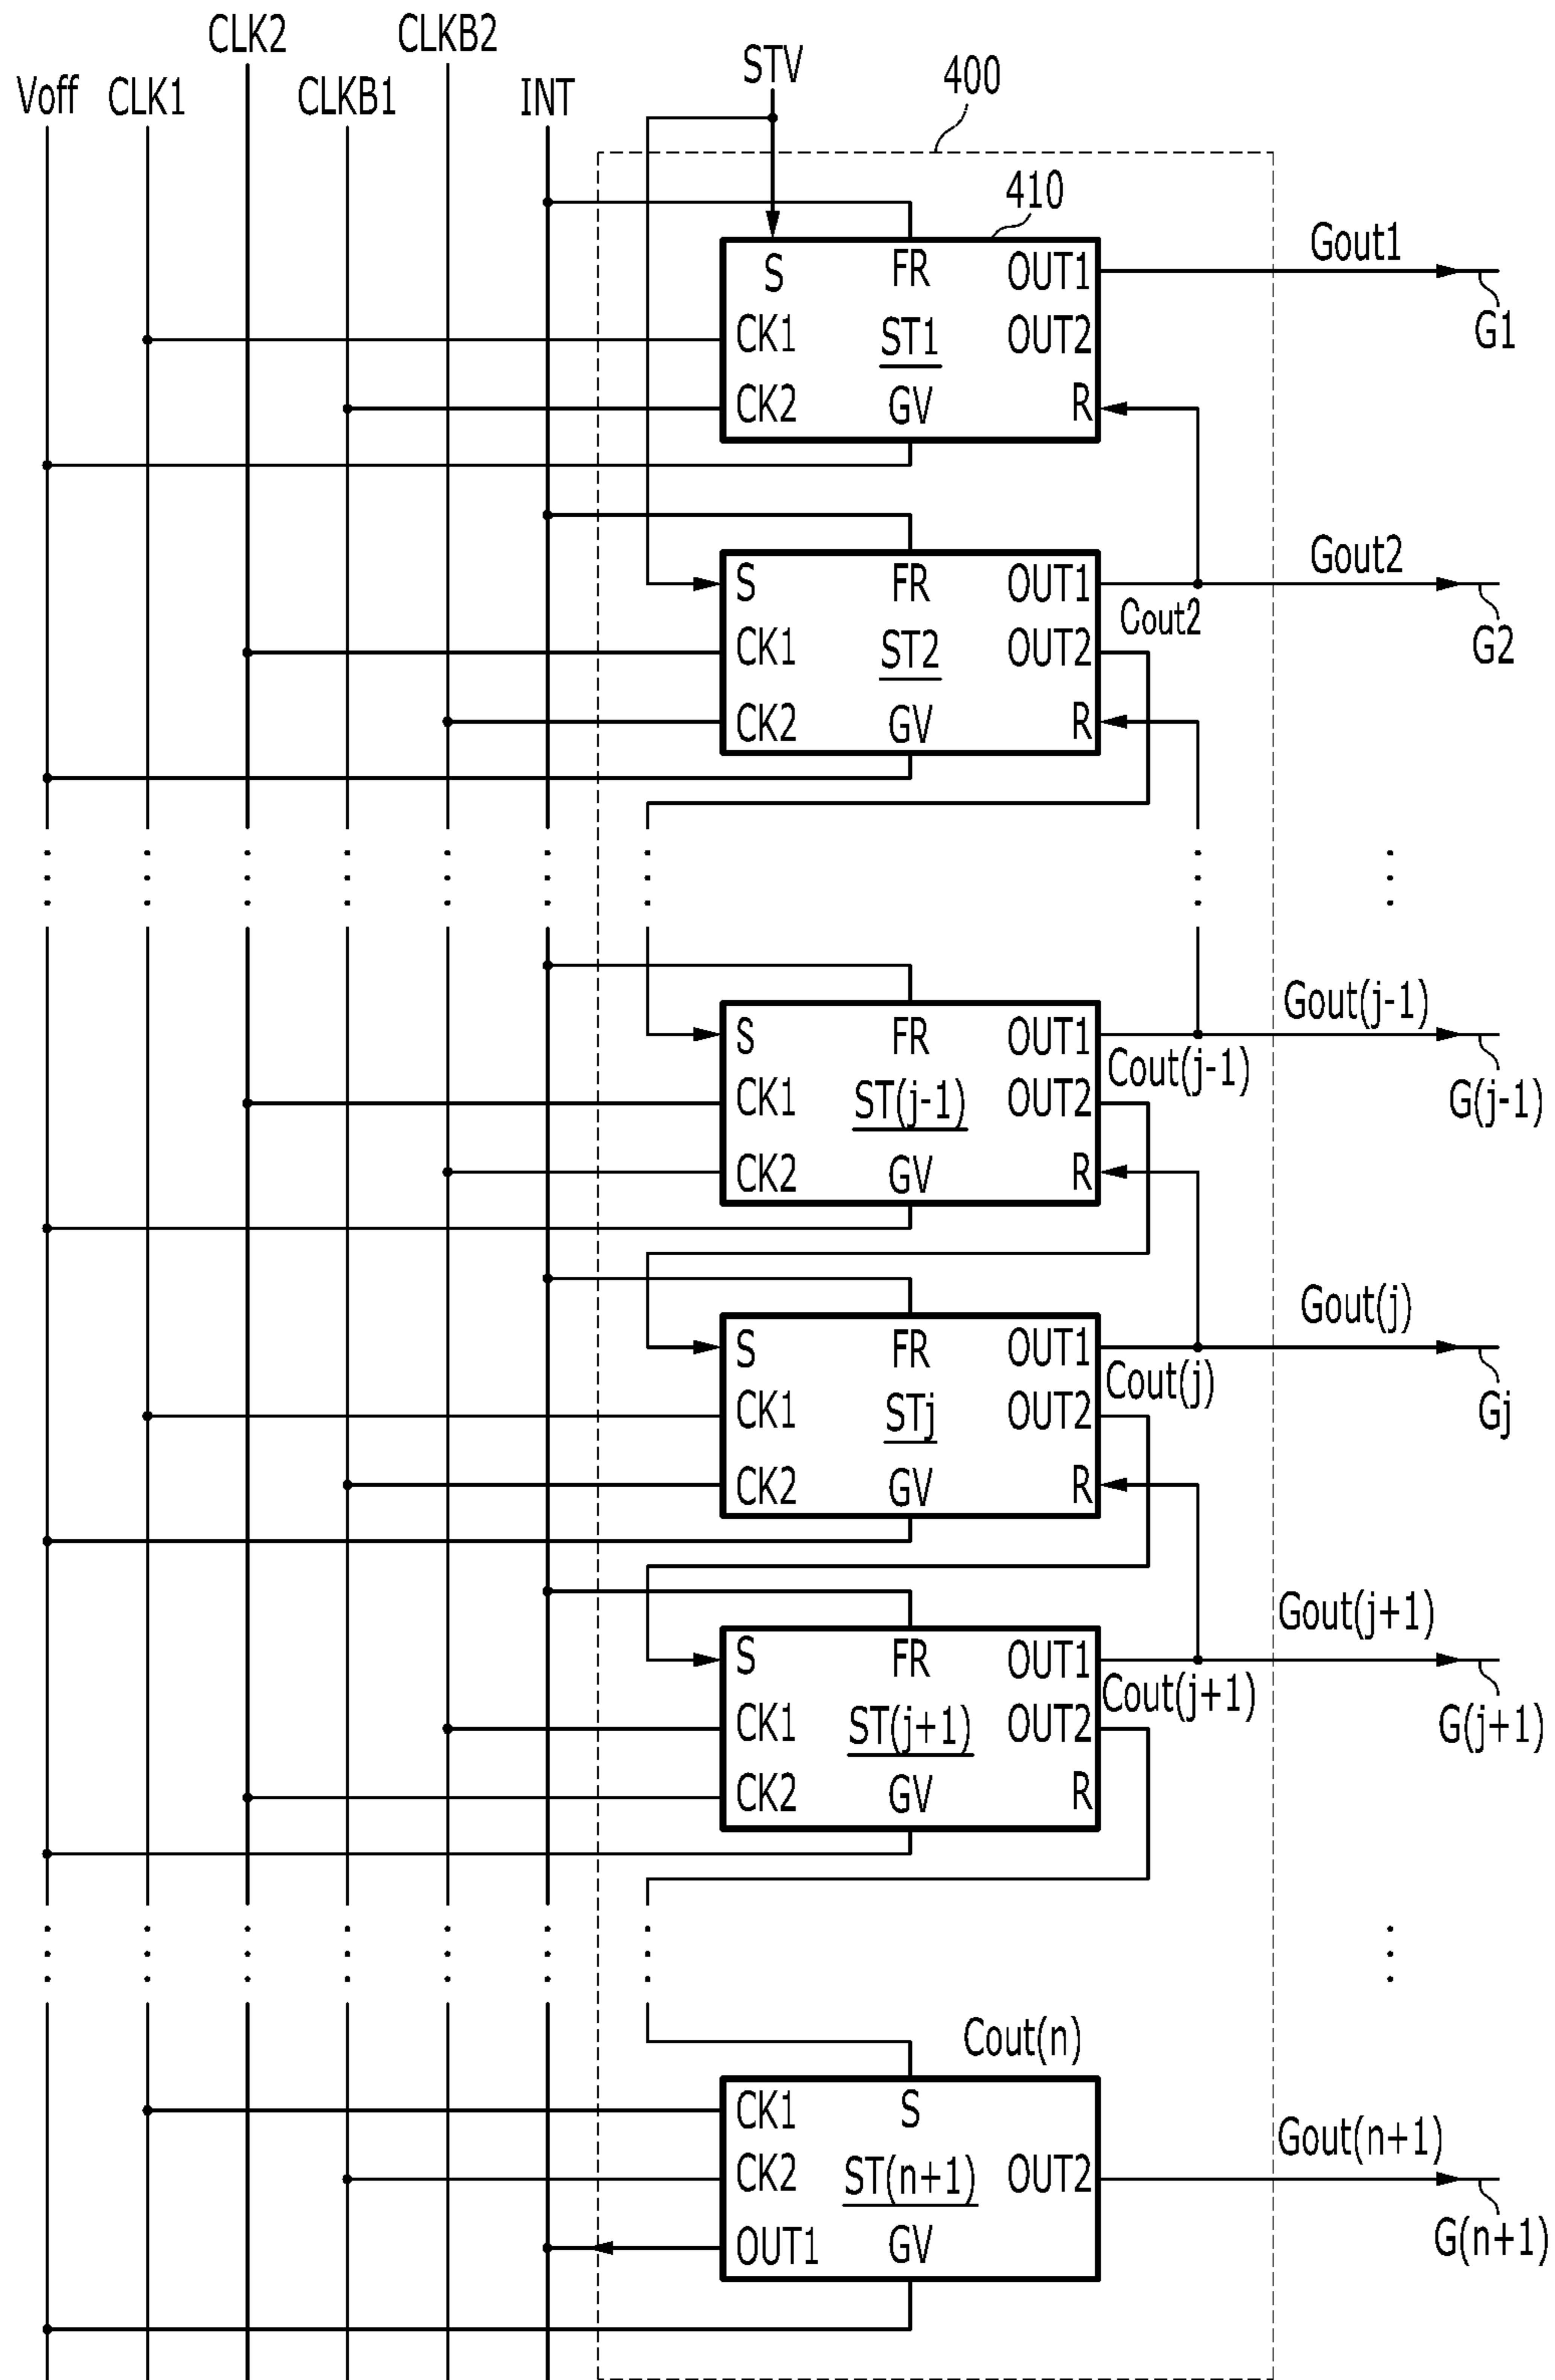 CLK2 CLKB2
Voff CLK1 CLKB1 INT STV 400
410
S FR OUT1 Gout1
CK1 ST1 OUT2 G1
CK2 GV R
S FR OUT1 Gout2
Cout2
CK1 ST2 OUT2 G2
CK2 GV R
S FR OUT1 Gout(j-1)
Cout(j-1)
CK1 ST(j-1) OUT2 G(j-1)
CK2 GV R
S FR OUT1 Gout(j)
Cout(j)
CK1 STj OUT2 Gj
CK2 GV R
S FR OUT1 Gout(j+1)
Cout(j+1)
CK1 ST(j+1) OUT2 G(j+1)
CK2 GV R
Cout(n)
CK1 S
CK2 ST(n+1) OUT2 Gout(n+1)
OUT1 GV G(n+1)